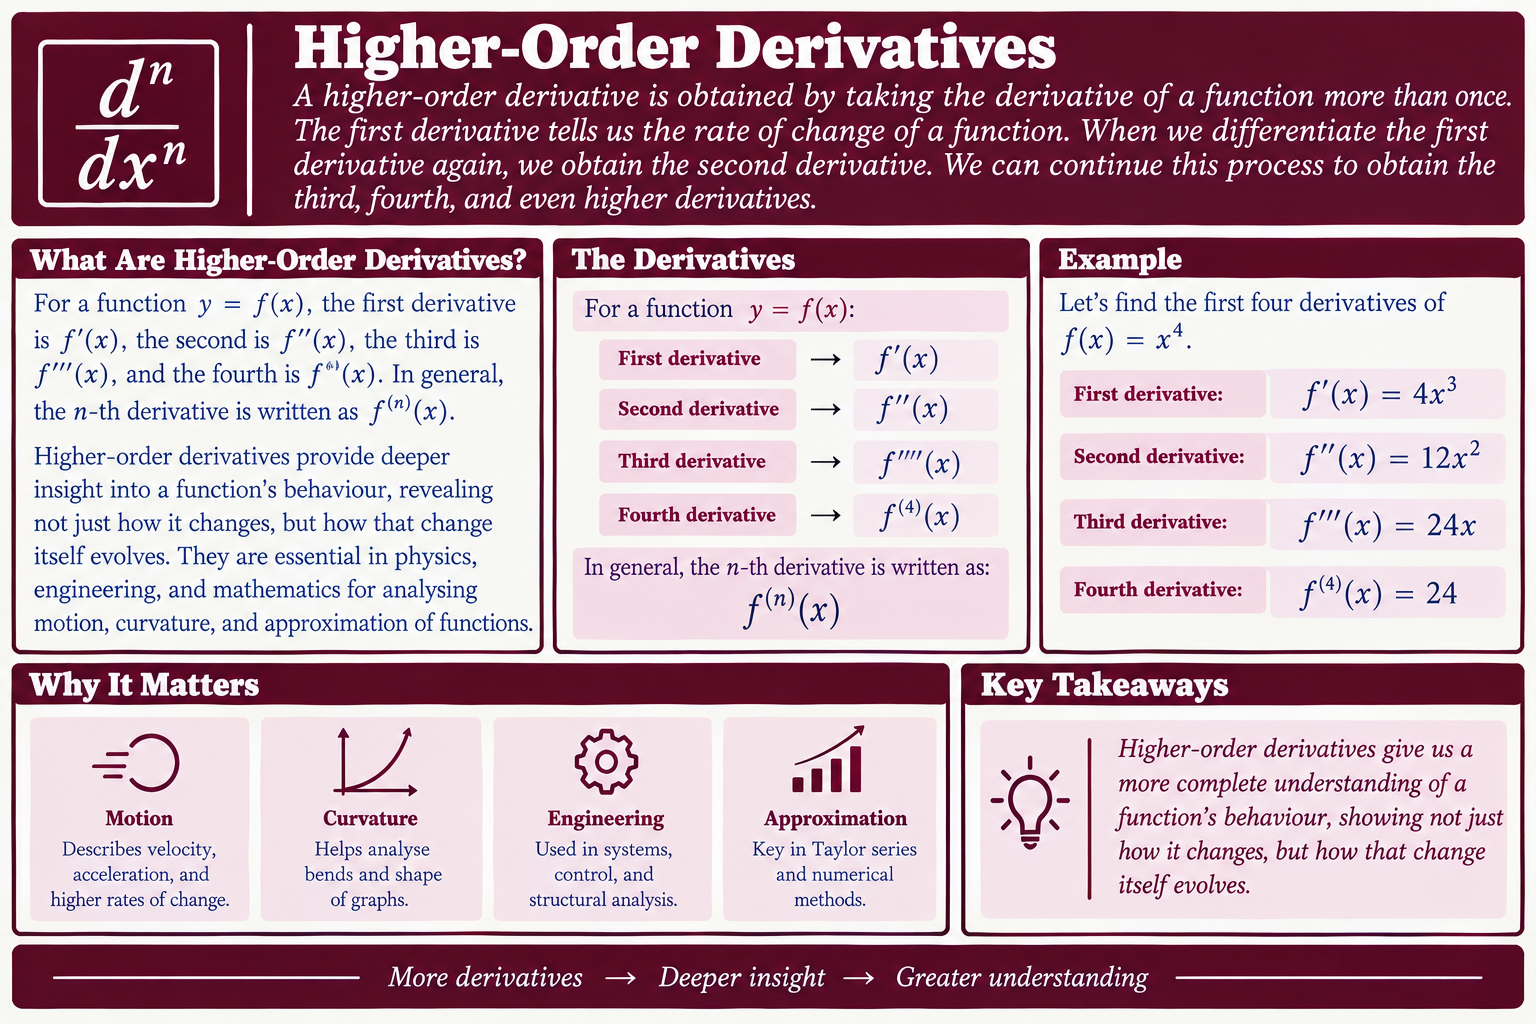 dⁿ
dxⁿ
Higher-Order Derivatives
A higher-order derivative is obtained by taking the derivative of a function more than once.
The first derivative tells us the rate of change of a function. When we differentiate the first
derivative again, we obtain the second derivative. We can continue this process to obtain the
third, fourth, and even higher derivatives.
What Are Higher-Order Derivatives?
For a function y = f(x), the first derivative
is f′(x), the second is f′′(x), the third is
f′′′(x), and the fourth is f(x). In general,
the n-th derivative is written as f⁽ⁿ⁾(x).
Higher-order derivatives provide deeper
insight into a function's behaviour, revealing
not just how it changes, but how that change
itself evolves. They are essential in physics,
engineering, and mathematics for analysing
motion, curvature, and approximation of functions.
The Derivatives
For a function y = f(x):
First derivative → f′(x)
Second derivative → f′′(x)
Third derivative → f′′′′(x)
Fourth derivative → f⁽⁴⁾(x)
In general, the n-th derivative is written as:
f⁽ⁿ⁾(x)
Example
Let's find the first four derivatives of
f(x) = x⁴.
First derivative: f′(x) = 4x³
Second derivative: f′′(x) = 12x²
Third derivative: f′′′(x) = 24x
Fourth derivative: f⁽⁴⁾(x) = 24
Why It Matters
Motion
Describes velocity,
acceleration, and
higher rates of change.
Curvature
Helps analyse
bends and shape
of graphs.
Engineering
Used in systems,
control, and
structural analysis.
Approximation
Key in Taylor series
and numerical
methods.
Key Takeaways
Higher-order derivatives give us a
more complete understanding of a
function's behaviour, showing not just
how it changes, but how that change
itself evolves.
More derivatives → Deeper insight → Greater understanding